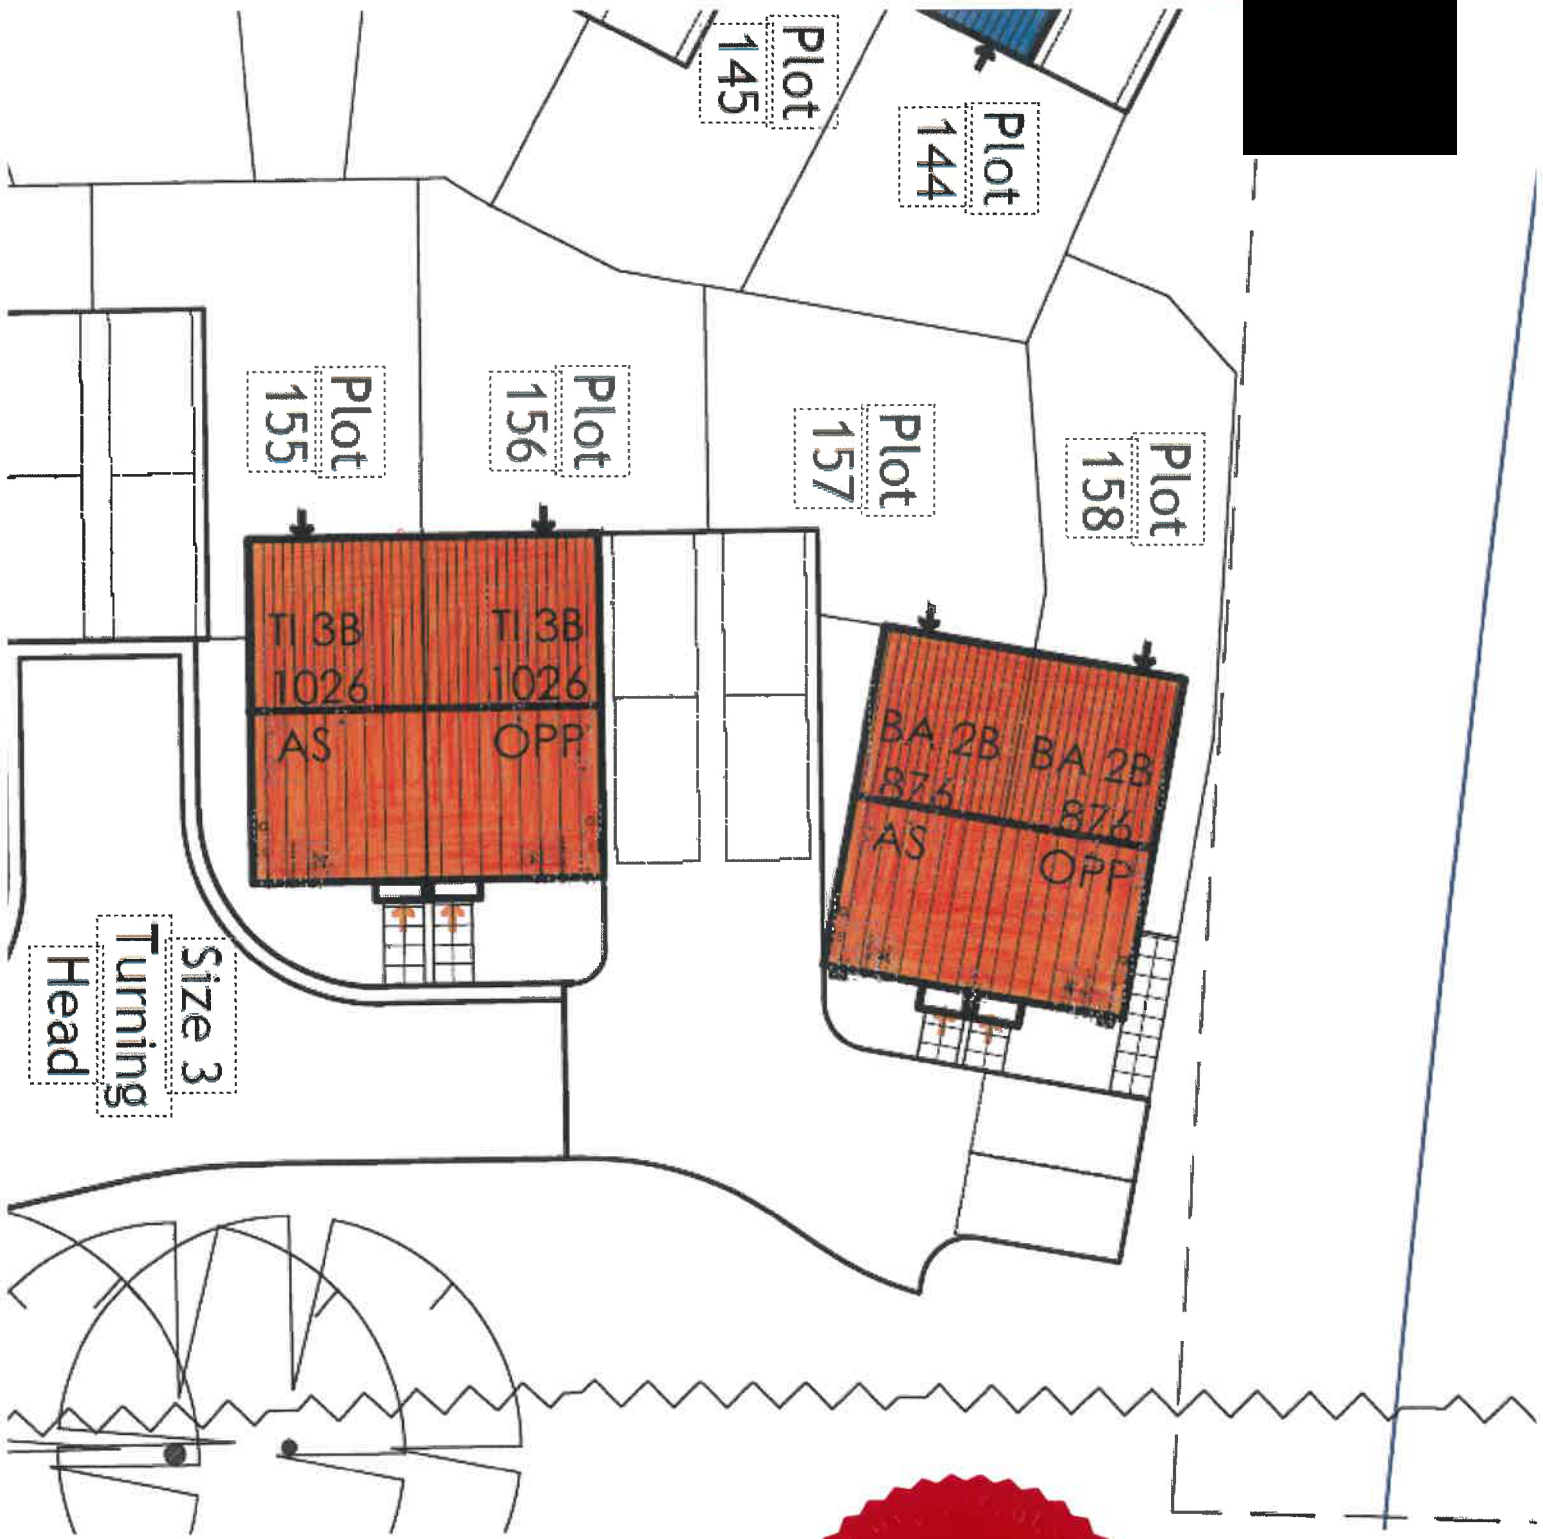 Plot
145
Plot
144
Plot
155
Plot
156
Plot
157
Plot
158
TI 3B
1026
AS
TI 3B
1026
OPP
BA 2B
876
AS
BA 2B
876
OPP
Size 3
Turning
Head